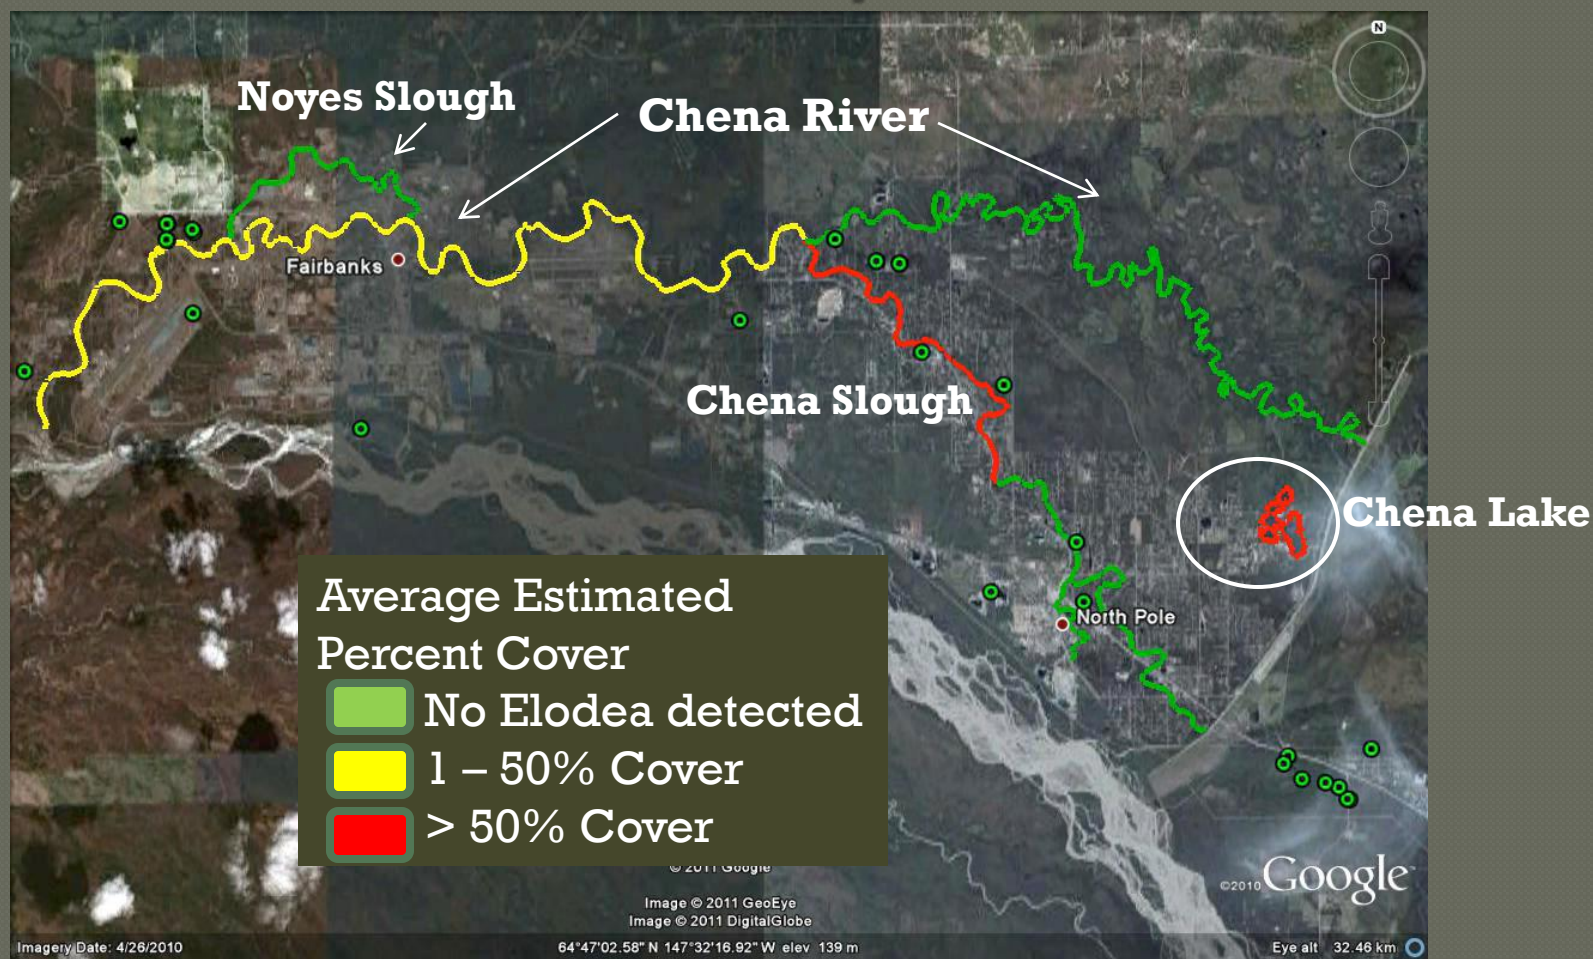 N
Noyes Slough
Chena River
Fairbanks
Chena Slough
Chena Lake
North Pole
Average Estimated
Percent Cover
No Elodea detected
1 – 50% Cover
> 50% Cover
© 2011 Google
©2010 Google
Image © 2011 GeoEye
Image © 2011 DigitalGlobe
Imagery Date: 4/26/2010 64°47'02.58" N 147°32'16.92" W elev 139 m Eye alt 32.46 km